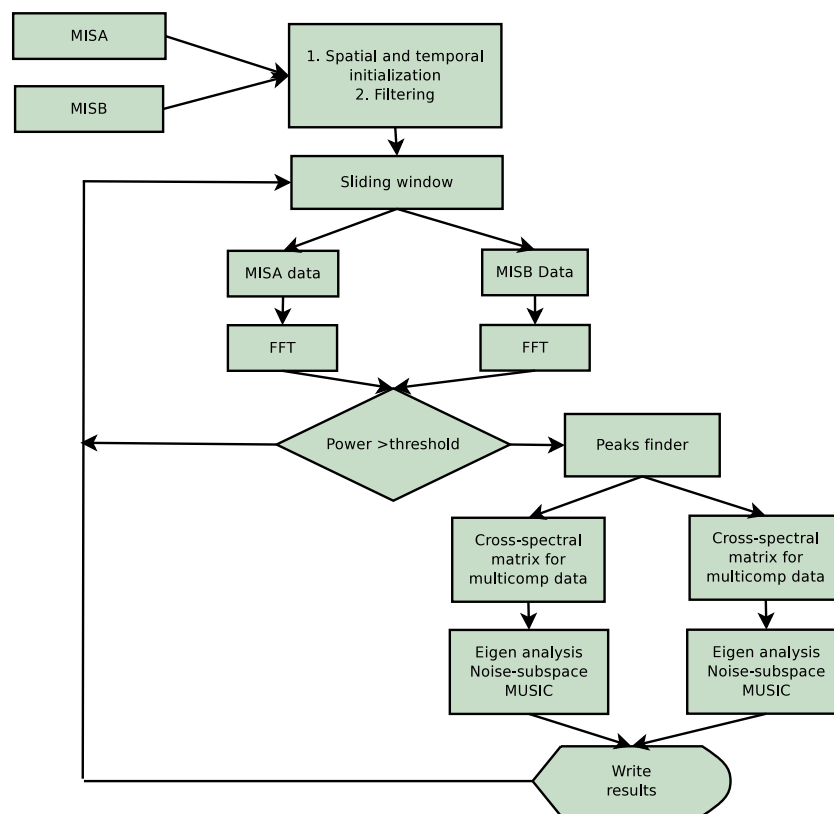 MISA
MISB
1. Spatial and temporal
initialization
2. Filtering
Sliding window
MISA data
MISB Data
FFT
FFT
Power >threshold
Peaks finder
Cross-spectral
matrix for
multicomp data
Cross-spectral
matrix for
multicomp data
Eigen analysis
Noise-subspace
MUSIC
Eigen analysis
Noise-subspace
MUSIC
Write
results